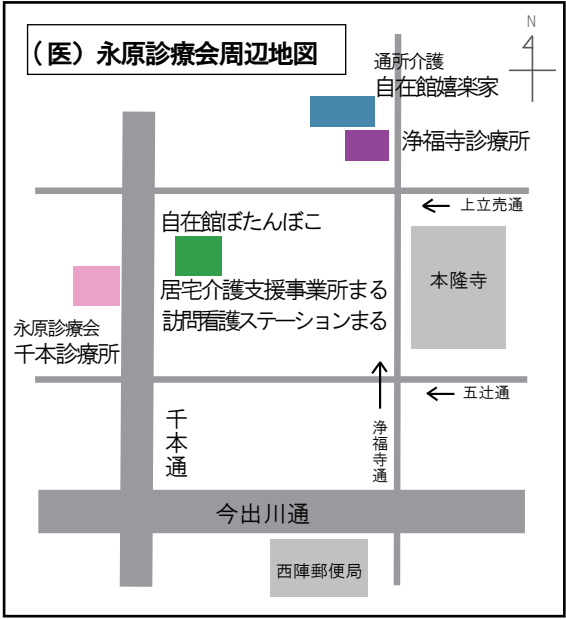 (医)永原診療会周辺地図
N
通所介護
自在館嬉楽家
浄福寺診療所
上立売通
自在館ぼたんぼこ
本隆寺
居宅介護支援事業所まる
訪問看護ステーションまる
永原診療会
千本診療所
五辻通
千本通
浄福寺通
今出川通
西陣郵便局